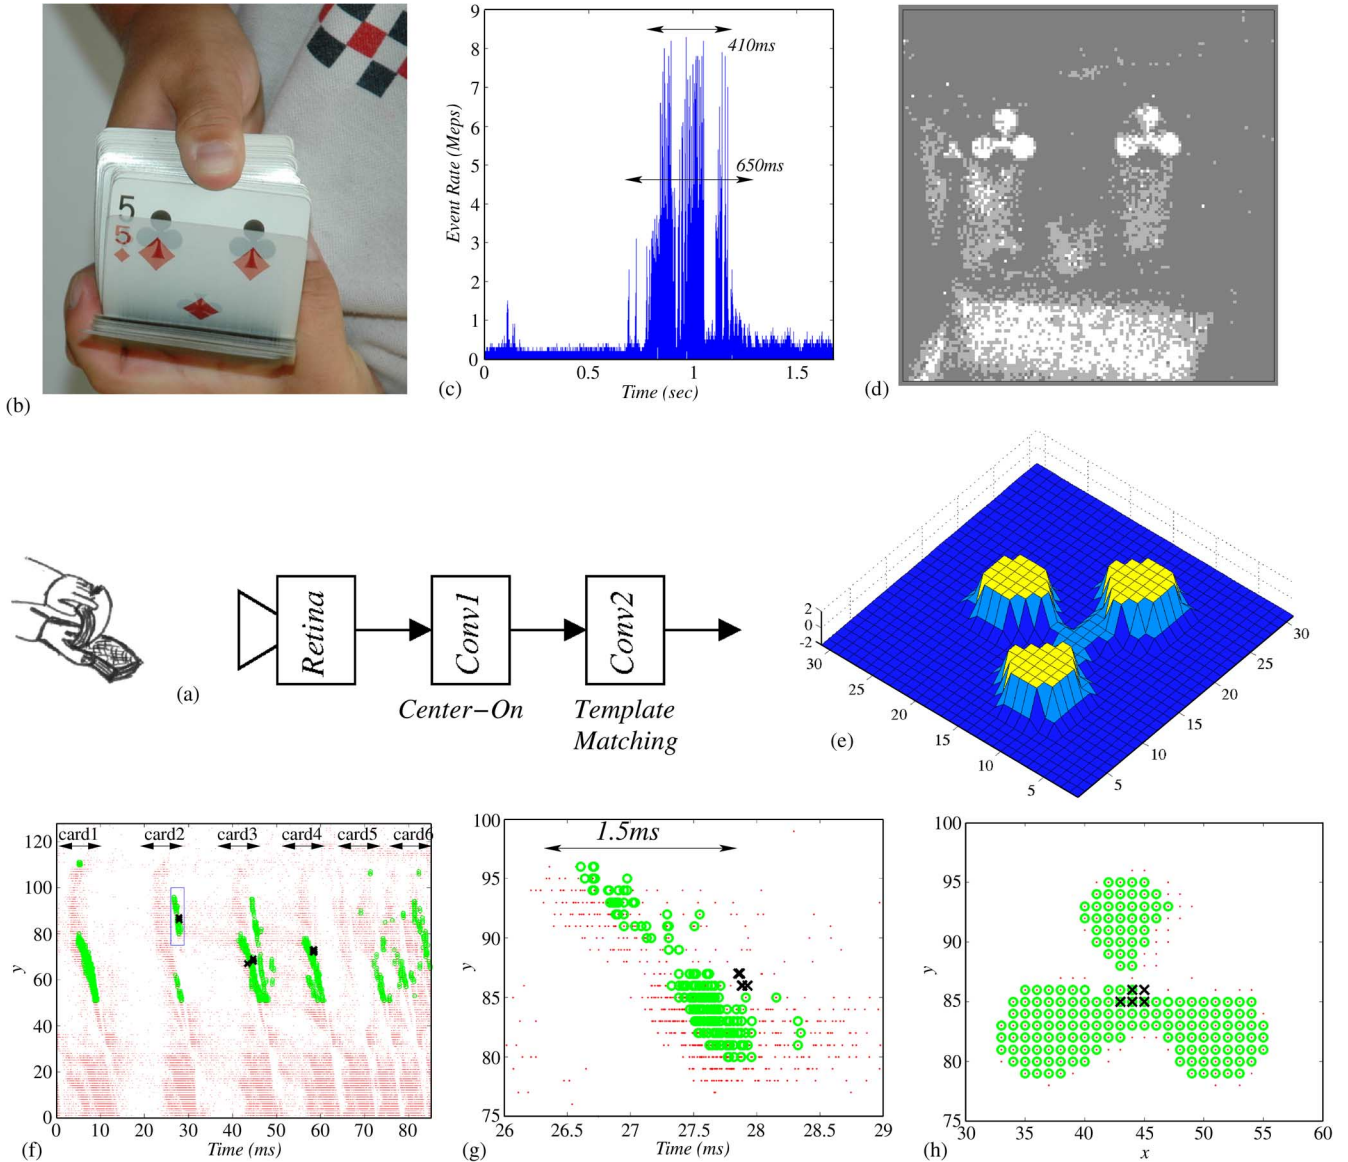 5
5
(b)
9
8
7
6
5
4
3
2
1
0
Event Rate (Meps)
410ms
650ms
0
0.5
1
1.5
Time (sec)
(c)
(d)
(a)
Retina
Conv1
Conv2
Center-On
Template
Matching
2
0
-2
30
25
20
15
10
5
5
10
15
20
25
30
(e)
card1 card2 card3 card4 card5 card6
120
100
80
60
40
20
0
y
0 10 20 30 40 50 60 70 80
Time (ms)
(f)
1.5ms
100
95
90
85
80
75
y
26 26.5 27 27.5 28 28.5 29
Time (ms)
(g)
100
95
90
85
80
75
y
30 35 40 45 50 55 60
x
(h)